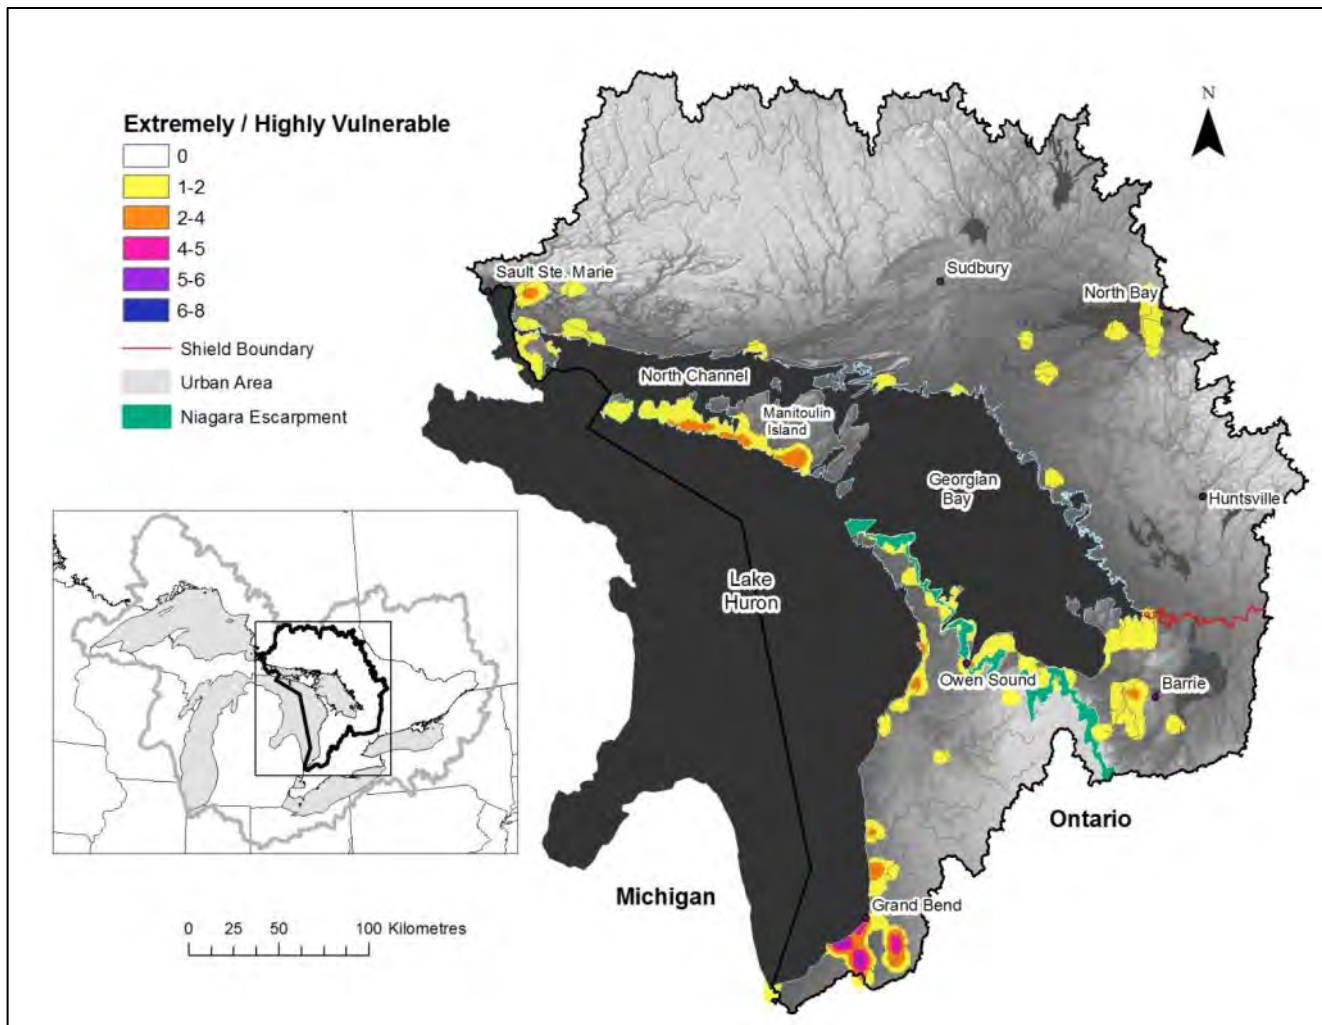 Extremely / Highly Vulnerable
0
1-2
2-4
4-5
5-6
6-8
Shield Boundary
Urban Area
Niagara Escarpment
N
Sault Ste. Marie
Sudbury
North Bay
North Channel
Manitoulin
Island
Georgian
Bay
Huntsville
Lake
Huron
Owen Sound
Barrie
Ontario
Michigan
Grand Bend
0 25 50 100 Kilometres